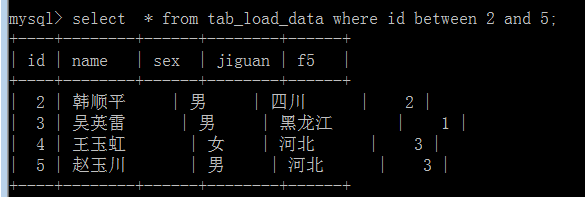 mysql> select  * from tab_load_data where id between 2 and 5;
+----+--------+------+--------+------+
| id | name   | sex  | jiguan | f5   |
+----+--------+------+--------+------+
|  2 | 韩顺平    | 男    | 四川     |    2 |
|  3 | 吴英雷    | 男    | 黑龙江     |    1 |
|  4 | 王玉虹    | 女    | 河北     |    3 |
|  5 | 赵玉川    | 男    | 河北     |    3 |
+----+--------+------+--------+------+